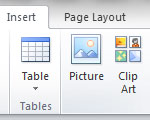 Insert Page Layout
Table Picture Clip
Art
Tables